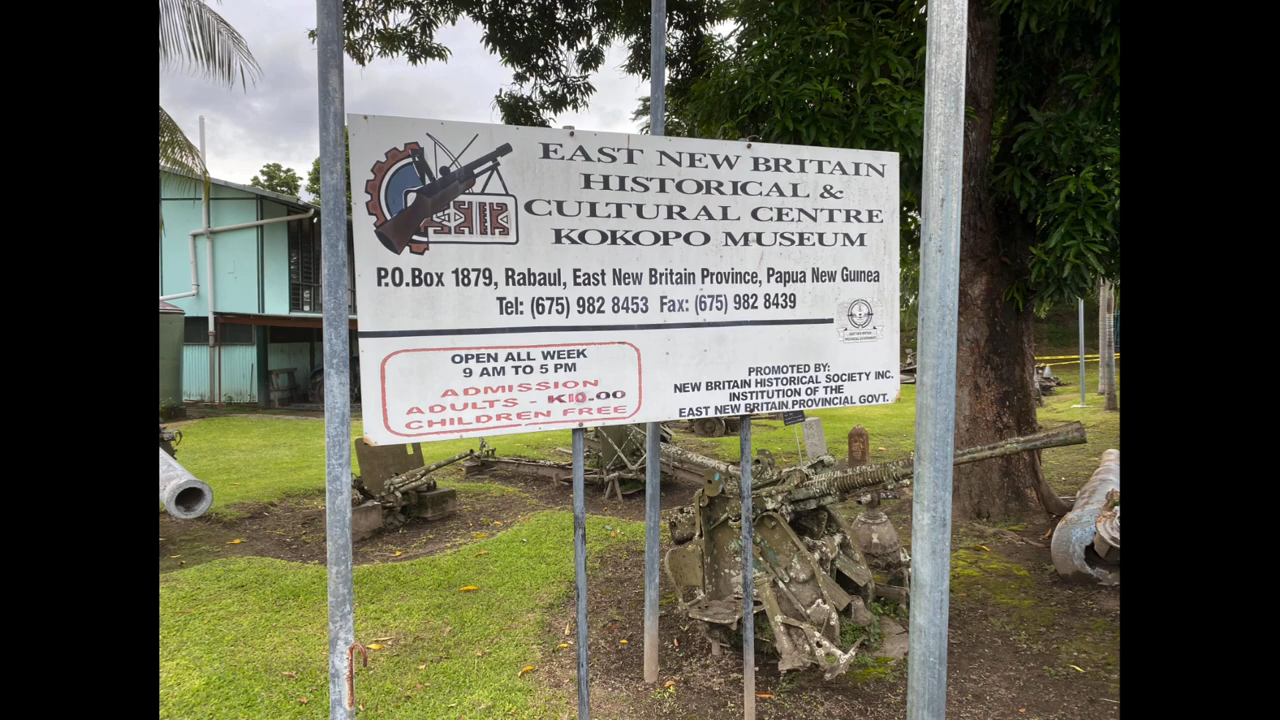 EAST NEW BRITAIN
HISTORICAL &
CULTURAL CENTRE
KOKOPO MUSEUM
P.O.Box 1879, Rabaul, East New Britain Province, Papua New Guinea
Tel: (675) 982 8453 Fax: (675) 982 8439
OPEN ALL WEEK
9 AM TO 5 PM
ADMISSION
ADULTS - K10.00
CHILDREN FREE
PROMOTED BY:
NEW BRITAIN HISTORICAL SOCIETY INC.
INSTITUTION OF THE
EAST NEW BRITAIN PROVINCIAL GOVT.